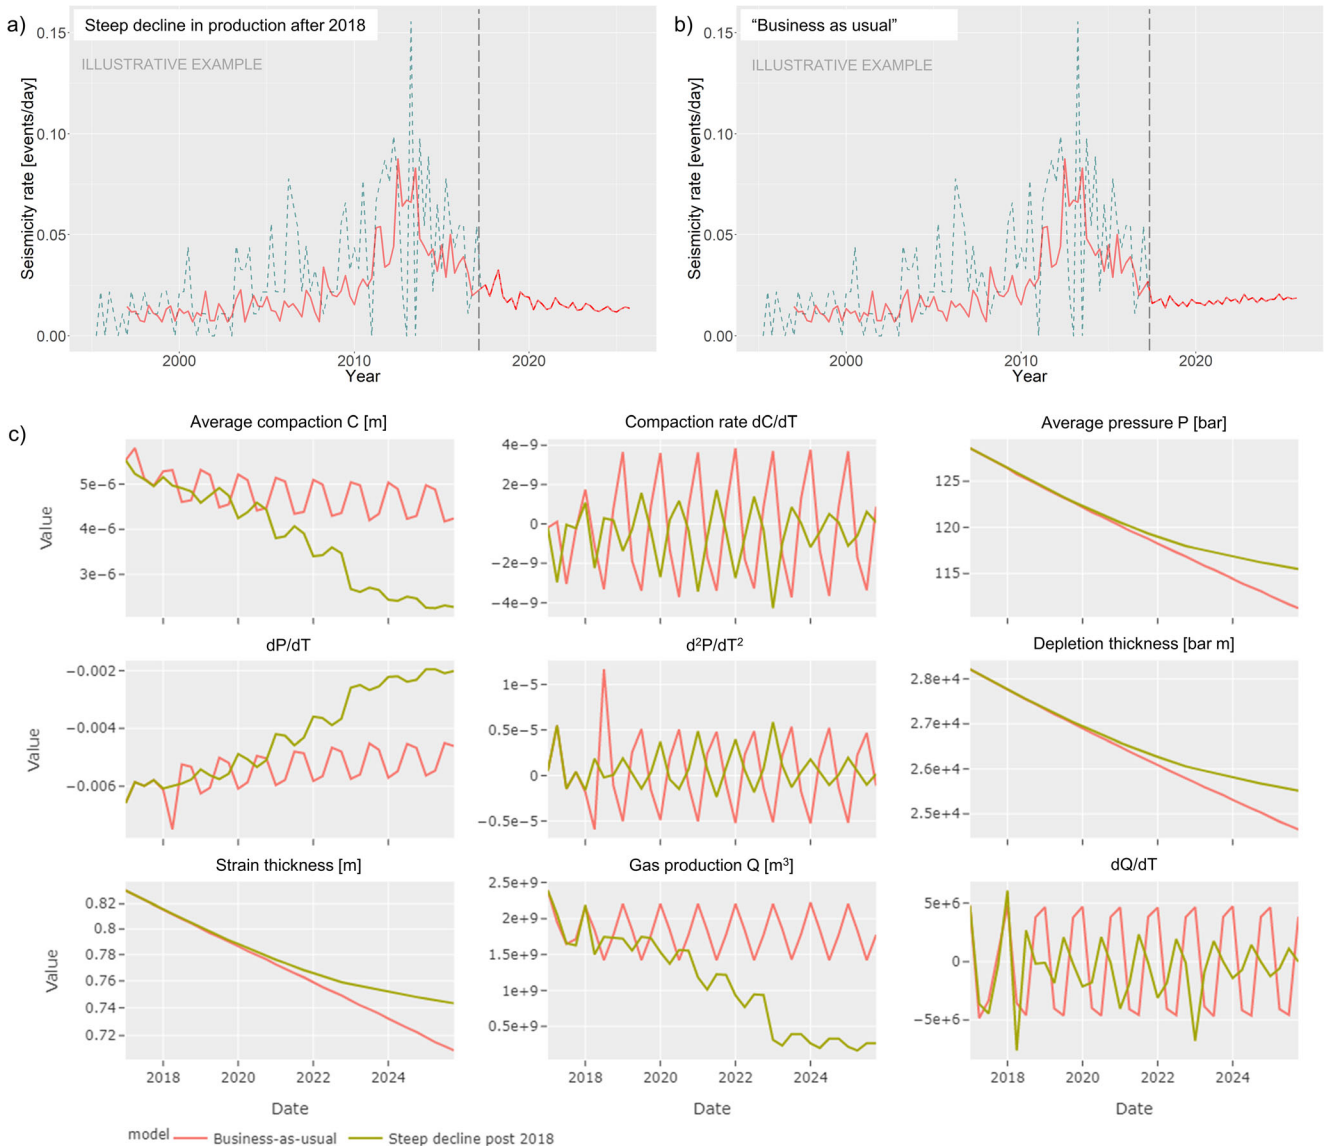 a)
Steep decline in production after 2018
ILLUSTRATIVE EXAMPLE
Seismicity rate [events/day]
0.15
0.10
0.05
0.00
2000
2010
2020
Year
b)
“Business as usual”
ILLUSTRATIVE EXAMPLE
Seismicity rate [events/day]
0.15
0.10
0.05
0.00
2000
2010
2020
Year
c)
Average compaction C [m]
Value
5e-6
4e-6
3e-6
Compaction rate dC/dT
4e-9
2e-9
0
−2e-9
−4e-9
Average pressure P [bar]
125
120
115
dP/dT
Value
−0.002
−0.004
−0.006
d²P/dT²
1e-5
0.5e-5
0
−0.5e-5
Depletion thickness [bar m]
2.8e+4
2.7e+4
2.6e+4
2.5e+4
Strain thickness [m]
Value
0.82
0.8
0.78
0.76
0.74
0.72
2018 2020 2022 2024
Date
Gas production Q [m³]
2.5e+9
2e+9
1.5e+9
1e+9
0.5e+9
2018 2020 2022 2024
Date
dQ/dT
5e+6
0
−5e+6
2018 2020 2022 2024
Date
model Business-as-usual Steep decline post 2018